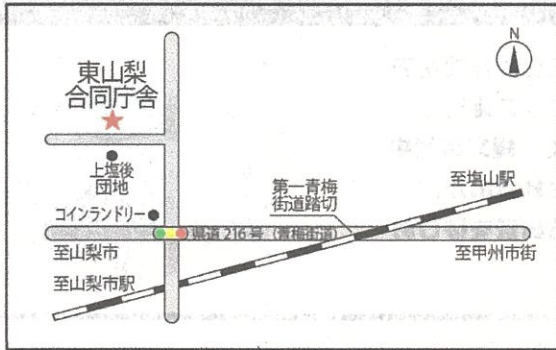 N
東山梨
合同庁舎
上塩後
団地
コインランドリー
第一青梅
街道踏切
至塩山駅
県道216号（青梅街道）
至山梨市
至甲州市街
至山梨市駅